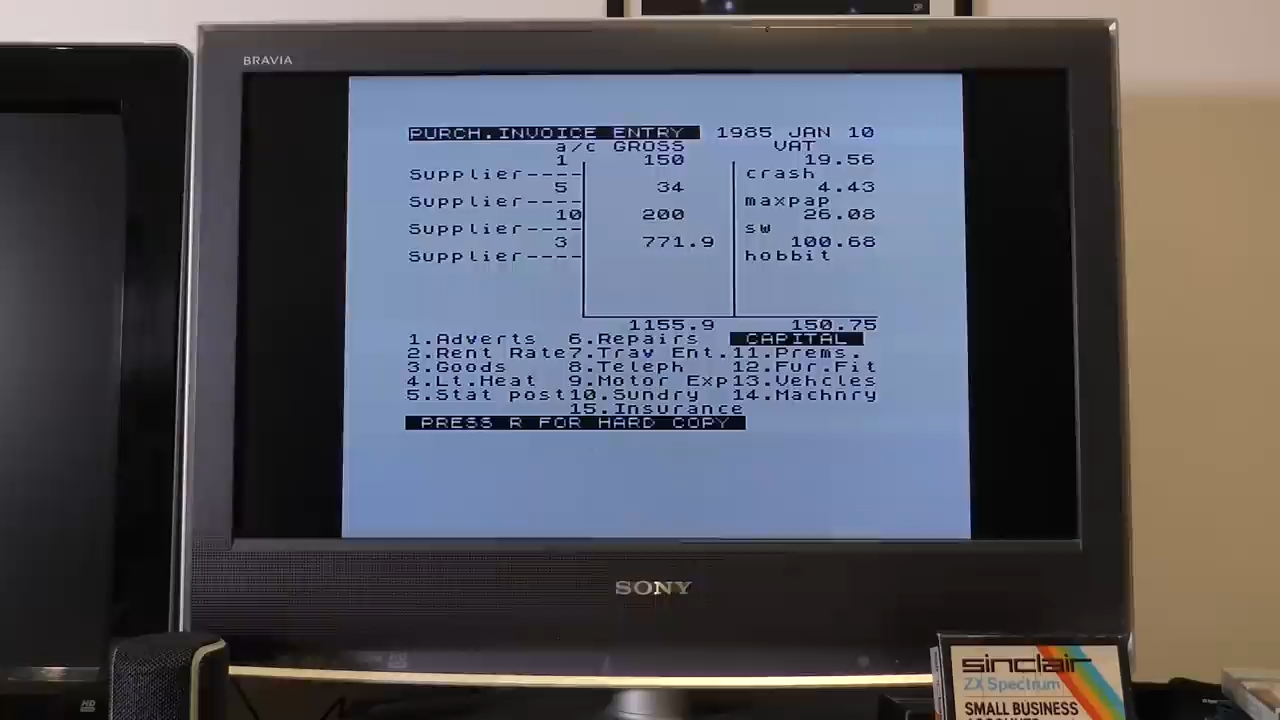 BRAVIA
PURCH.INVOICE ENTRY 1985 JAN 10
a/c GROSS VAT
1 150 19.56
Supplier---- crash
5 34 4.43
Supplier---- maxpap
10 200 26.08
Supplier---- sw
3 771.9 100.68
Supplier---- hobbit
1155.9 150.75
1.Adverts 6.Repairs CAPITAL
2.Rent Rate7.Trav Ent.11.Prems.
3.Goods 8.Teleph 12.Fur.Fit
4.Lt.Heat 9.Motor Exp13.Vehcles
5.Stat post10.Sundry 14.Machnry
15.Insurance
PRESS R FOR HARD COPY
SONY
sinclair
ZX Spectrum
SMALL BUSINESS
HD